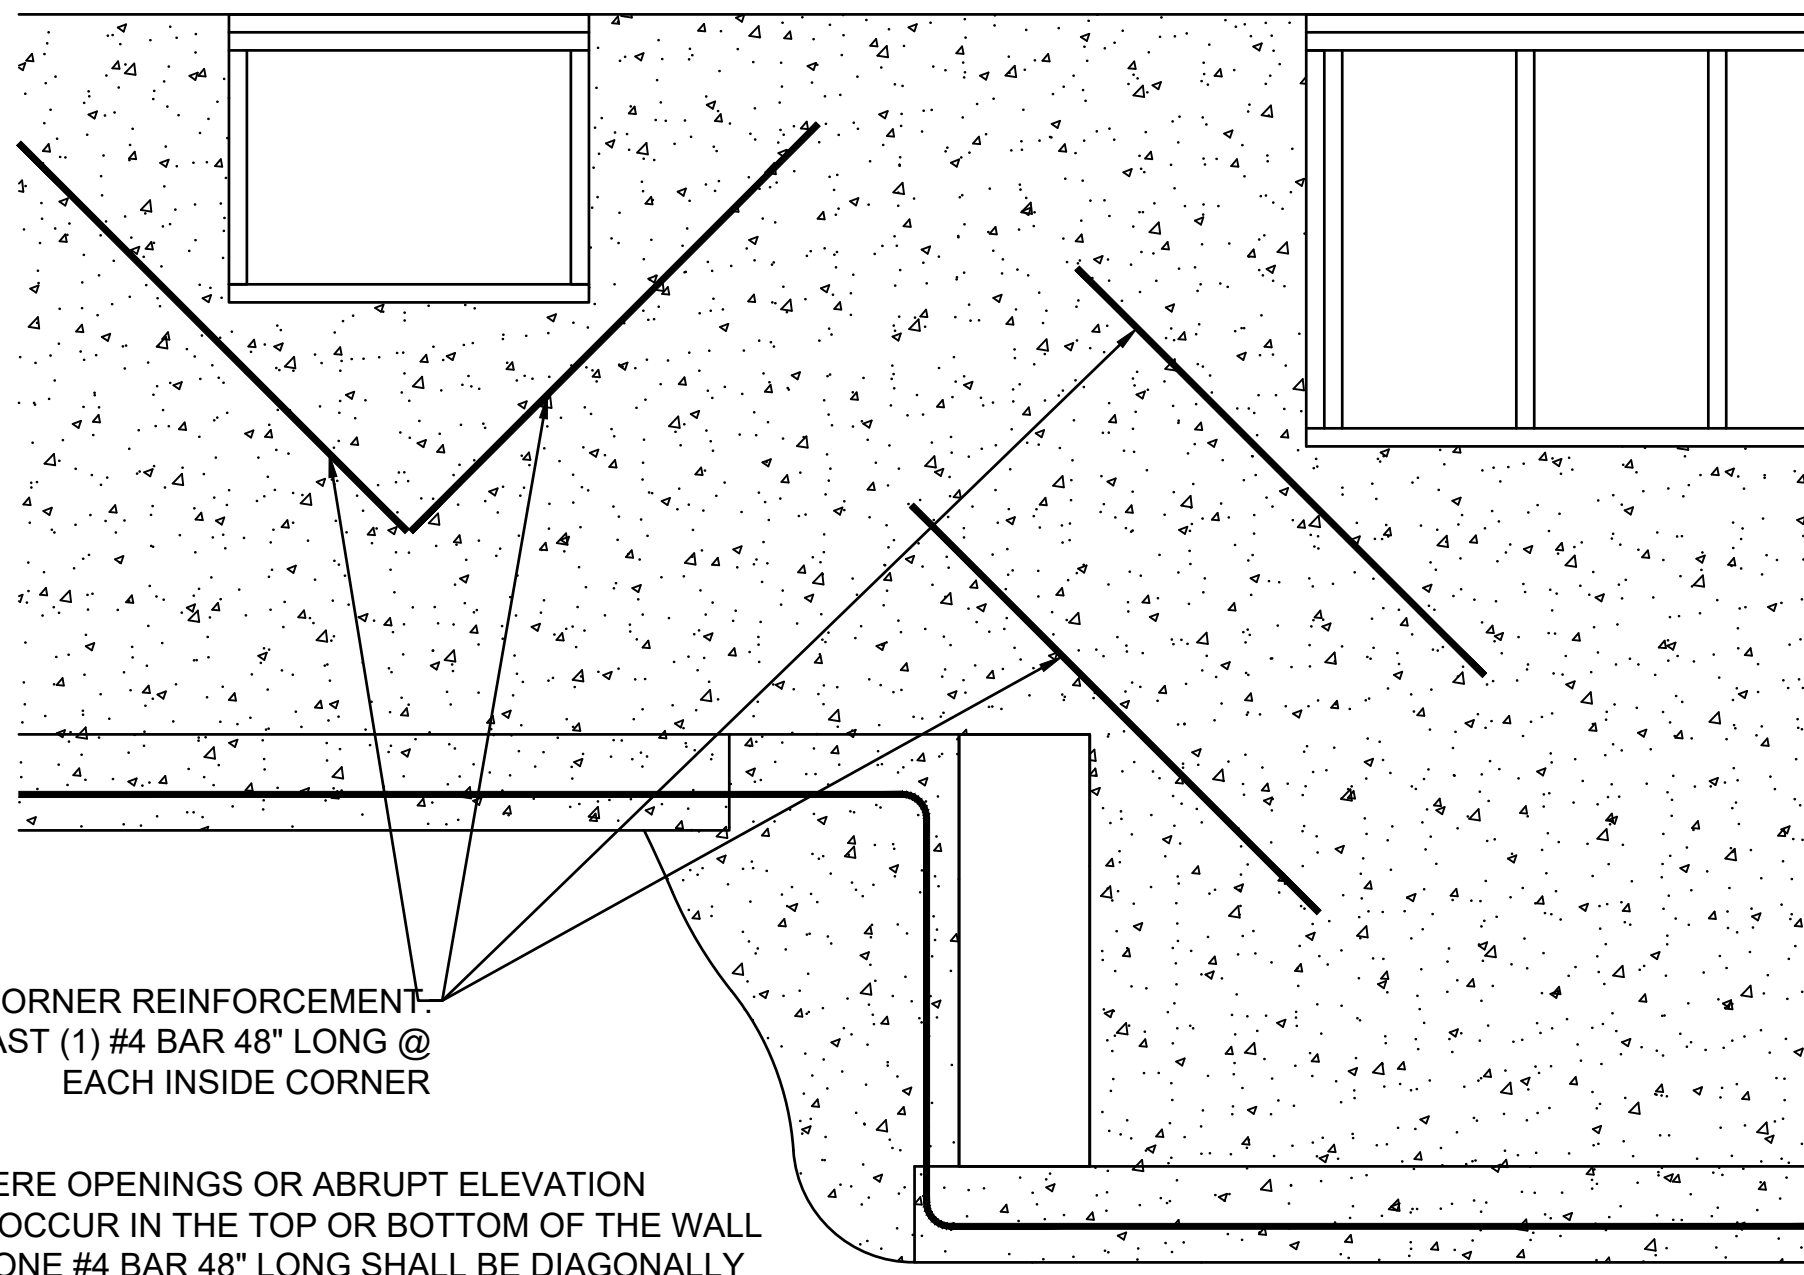 ORNER REINFORCEMENT.
AST (1) #4 BAR 48" LONG @
EACH INSIDE CORNER
ERE OPENINGS OR ABRUPT ELEVATION
OCCUR IN THE TOP OR BOTTOM OF THE WALL
ONE #4 BAR 48" LONG SHALL BE DIAGONALLY